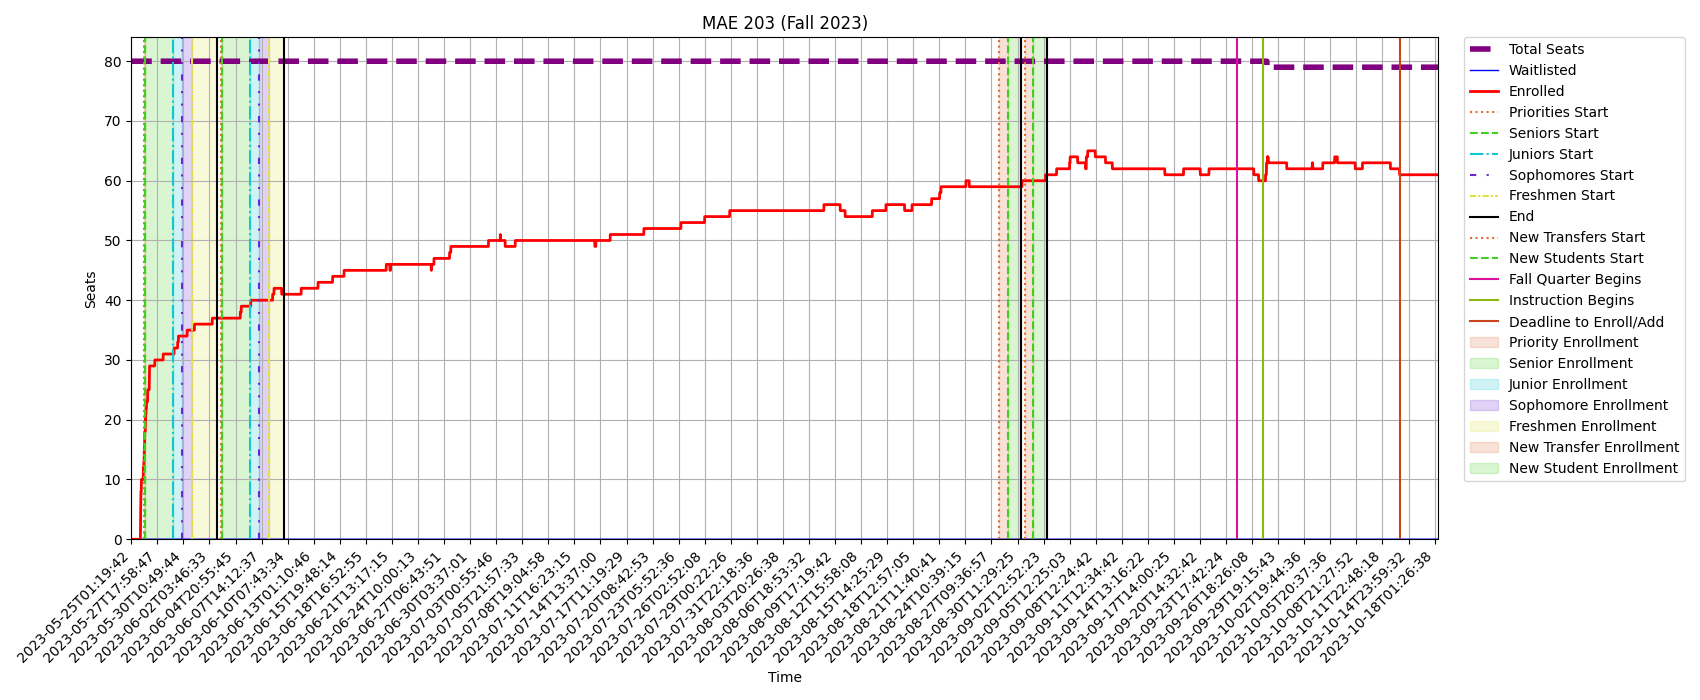 MAE 203 (Fall 2023)
Seats
80
70
60
50
40
30
20
10
0
2023-05-25T01:19:42
2023-05-27T17:58:47
2023-05-30T10:49:44
2023-06-02T03:46:33
2023-06-04T20:55:45
2023-06-07T14:12:37
2023-06-10T07:43:34
2023-06-13T01:10:46
2023-06-15T19:48:14
2023-06-18T16:52:55
2023-06-21T13:17:15
2023-06-24T10:00:13
2023-06-27T06:43:51
2023-06-30T03:37:01
2023-07-03T00:55:46
2023-07-05T21:57:33
2023-07-08T19:04:58
2023-07-11T16:23:15
2023-07-14T13:37:00
2023-07-17T11:19:29
2023-07-20T08:42:53
2023-07-23T05:52:36
2023-07-26T02:52:08
2023-07-29T00:22:26
2023-07-31T22:18:36
2023-08-03T20:26:38
2023-08-06T18:53:32
2023-08-09T17:19:42
2023-08-12T15:58:08
2023-08-15T14:25:29
2023-08-18T12:57:05
2023-08-21T11:40:41
2023-08-24T10:39:15
2023-08-27T09:36:57
2023-08-30T11:29:25
2023-09-02T12:52:23
2023-09-05T12:25:03
2023-09-08T12:24:42
2023-09-11T12:34:42
2023-09-14T13:16:22
2023-09-17T14:00:25
2023-09-20T14:32:42
2023-09-23T17:42:24
2023-09-26T18:26:08
2023-09-29T19:15:43
2023-10-02T19:44:36
2023-10-05T20:37:36
2023-10-08T21:27:52
2023-10-11T22:48:18
2023-10-14T23:59:32
2023-10-18T01:26:38
Time
Total Seats
Waitlisted
Enrolled
Priorities Start
Seniors Start
Juniors Start
Sophomores Start
Freshmen Start
End
New Transfers Start
New Students Start
Fall Quarter Begins
Instruction Begins
Deadline to Enroll/Add
Priority Enrollment
Senior Enrollment
Junior Enrollment
Sophomore Enrollment
Freshmen Enrollment
New Transfer Enrollment
New Student Enrollment